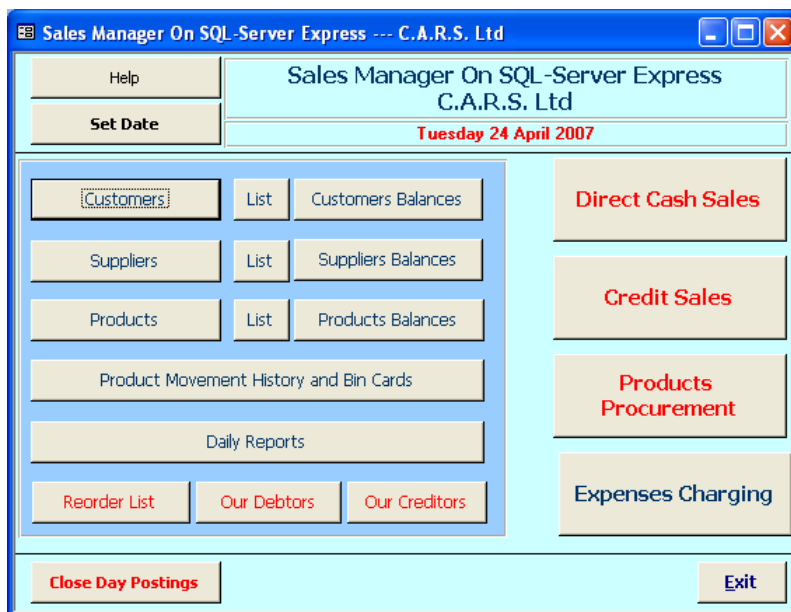 Sales Manager On SQL-Server Express --- C.A.R.S. Ltd
Help
Sales Manager On SQL-Server Express
C.A.R.S. Ltd
Set Date
Tuesday 24 April 2007
Customers
List
Customers Balances
Direct Cash Sales
Suppliers
List
Suppliers Balances
Credit Sales
Products
List
Products Balances
Product Movement History and Bin Cards
Products
Procurement
Daily Reports
Reorder List
Our Debtors
Our Creditors
Expenses Charging
Close Day Postings
Exit